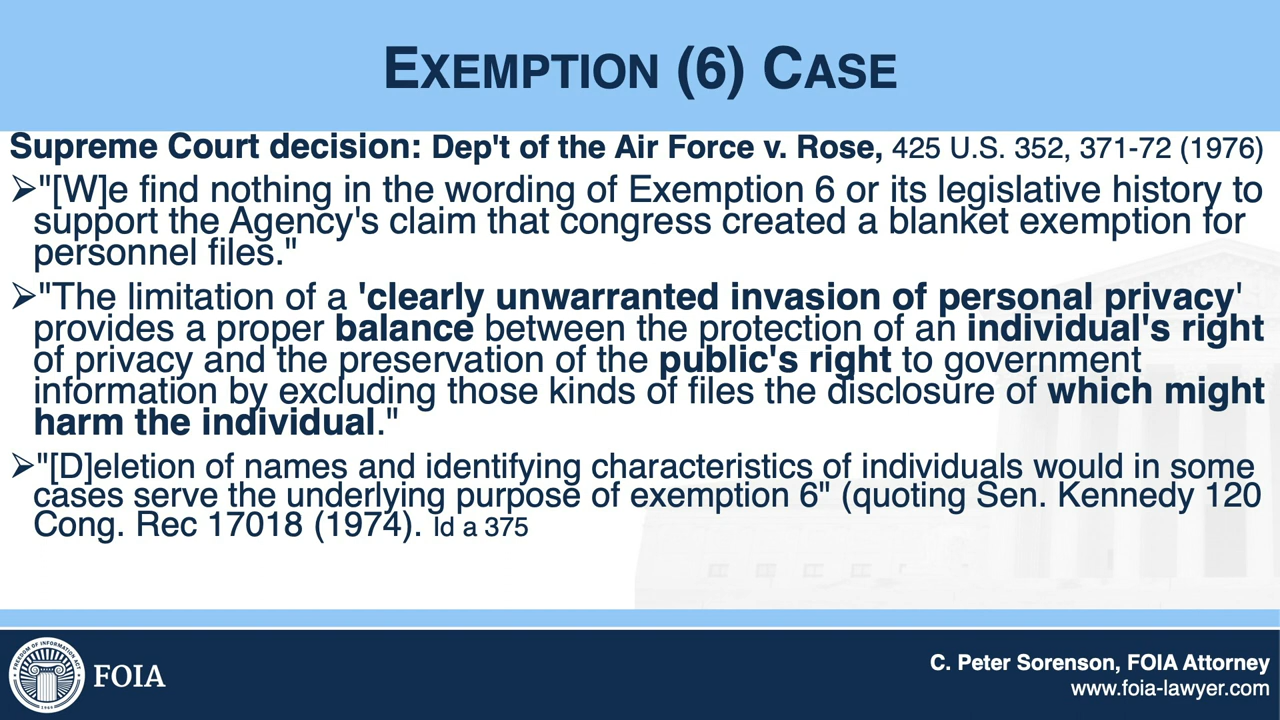 EXEMPTION (6) CASE
Supreme Court decision: Dep't of the Air Force v. Rose, 425 U.S. 352, 371-72 (1976)
➢"[W]e find nothing in the wording of Exemption 6 or its legislative history to
support the Agency's claim that congress created a blanket exemption for
personnel files."
➢"The limitation of a 'clearly unwarranted invasion of personal privacy'
provides a proper balance between the protection of an individual's right
of privacy and the preservation of the public's right to government
information by excluding those kinds of files the disclosure of which might
harm the individual."
➢"[D]eletion of names and identifying characteristics of individuals would in some
cases serve the underlying purpose of exemption 6" (quoting Sen. Kennedy 120
Cong. Rec 17018 (1974). Id a 375
FREEDOM OF INFORMATION ACT
FOIA
C. Peter Sorenson, FOIA Attorney
www.foia-lawyer.com